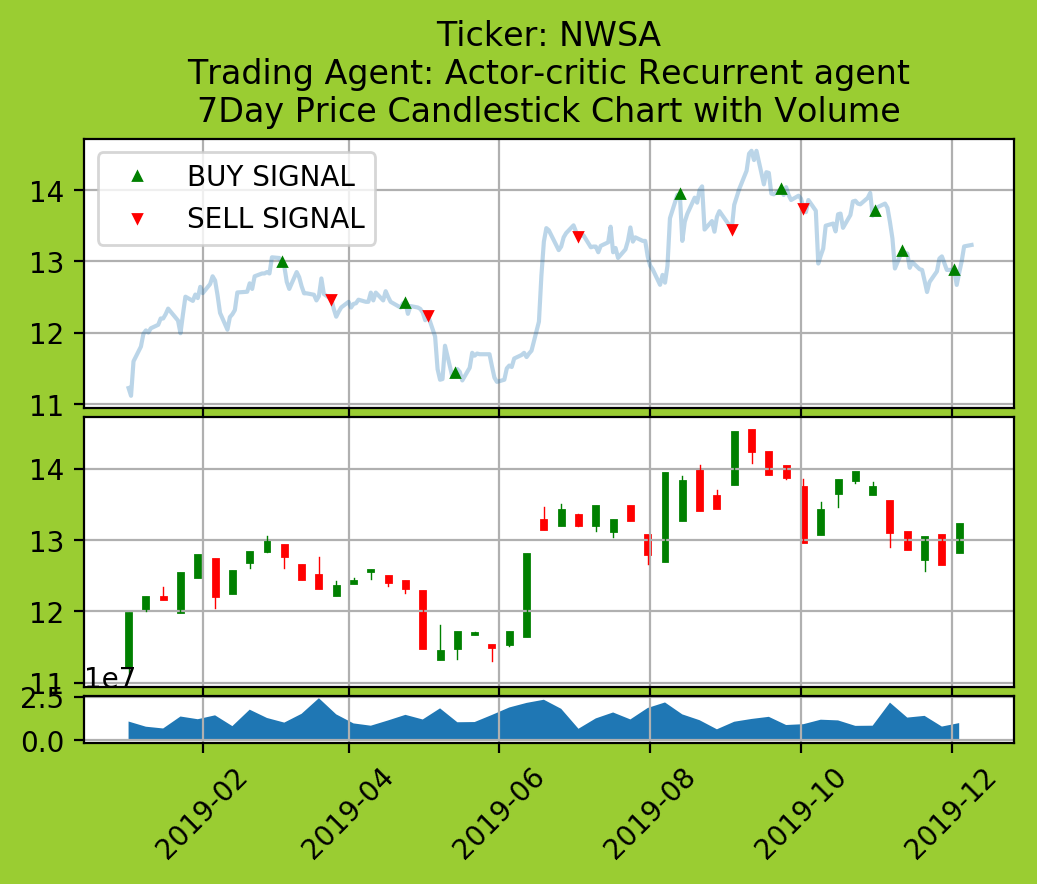 Ticker: NWSA
Trading Agent: Actor-critic Recurrent agent
7Day Price Candlestick Chart with Volume
BUY SIGNAL
SELL SIGNAL
14
13
12
11
14
13
12
11
1e7
2.5
0.0
2019-02
2019-04
2019-06
2019-08
2019-10
2019-12